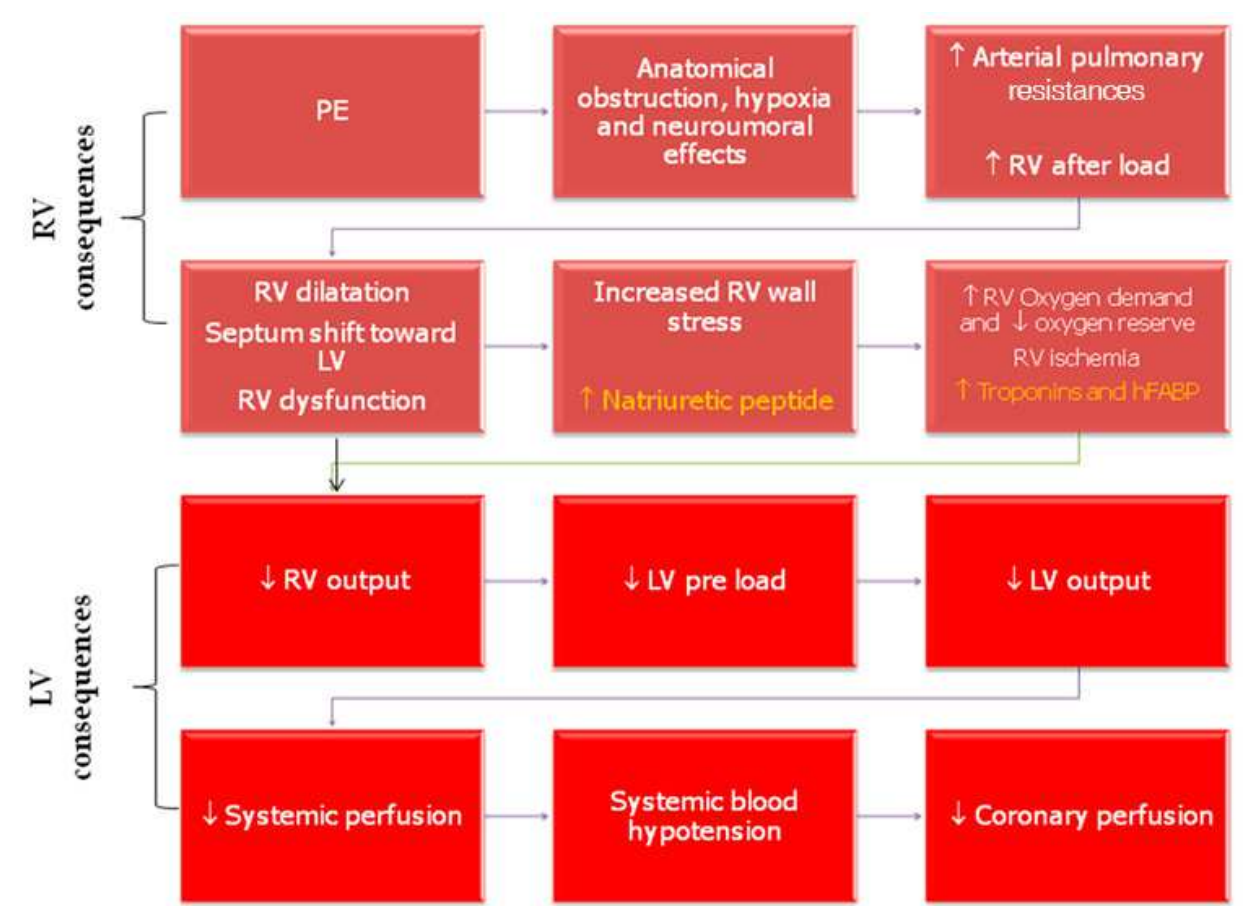 PE
Anatomical
obstruction, hypoxia
and neuroumoral
effects
↑ Arterial pulmonary
resistances
↑ RV after load
RV
consequences
RV dilatation
Septum shift toward
LV
RV dysfunction
Increased RV wall
stress
↑ Natriuretic peptide
↑ RV Oxygen demand
and ↓ oxygen reserve
RV ischemia
↑ Troponins and hFABP
↓ RV output
↓ LV pre load
↓ LV output
LV
consequences
↓ Systemic perfusion
Systemic blood
hypotension
↓ Coronary perfusion